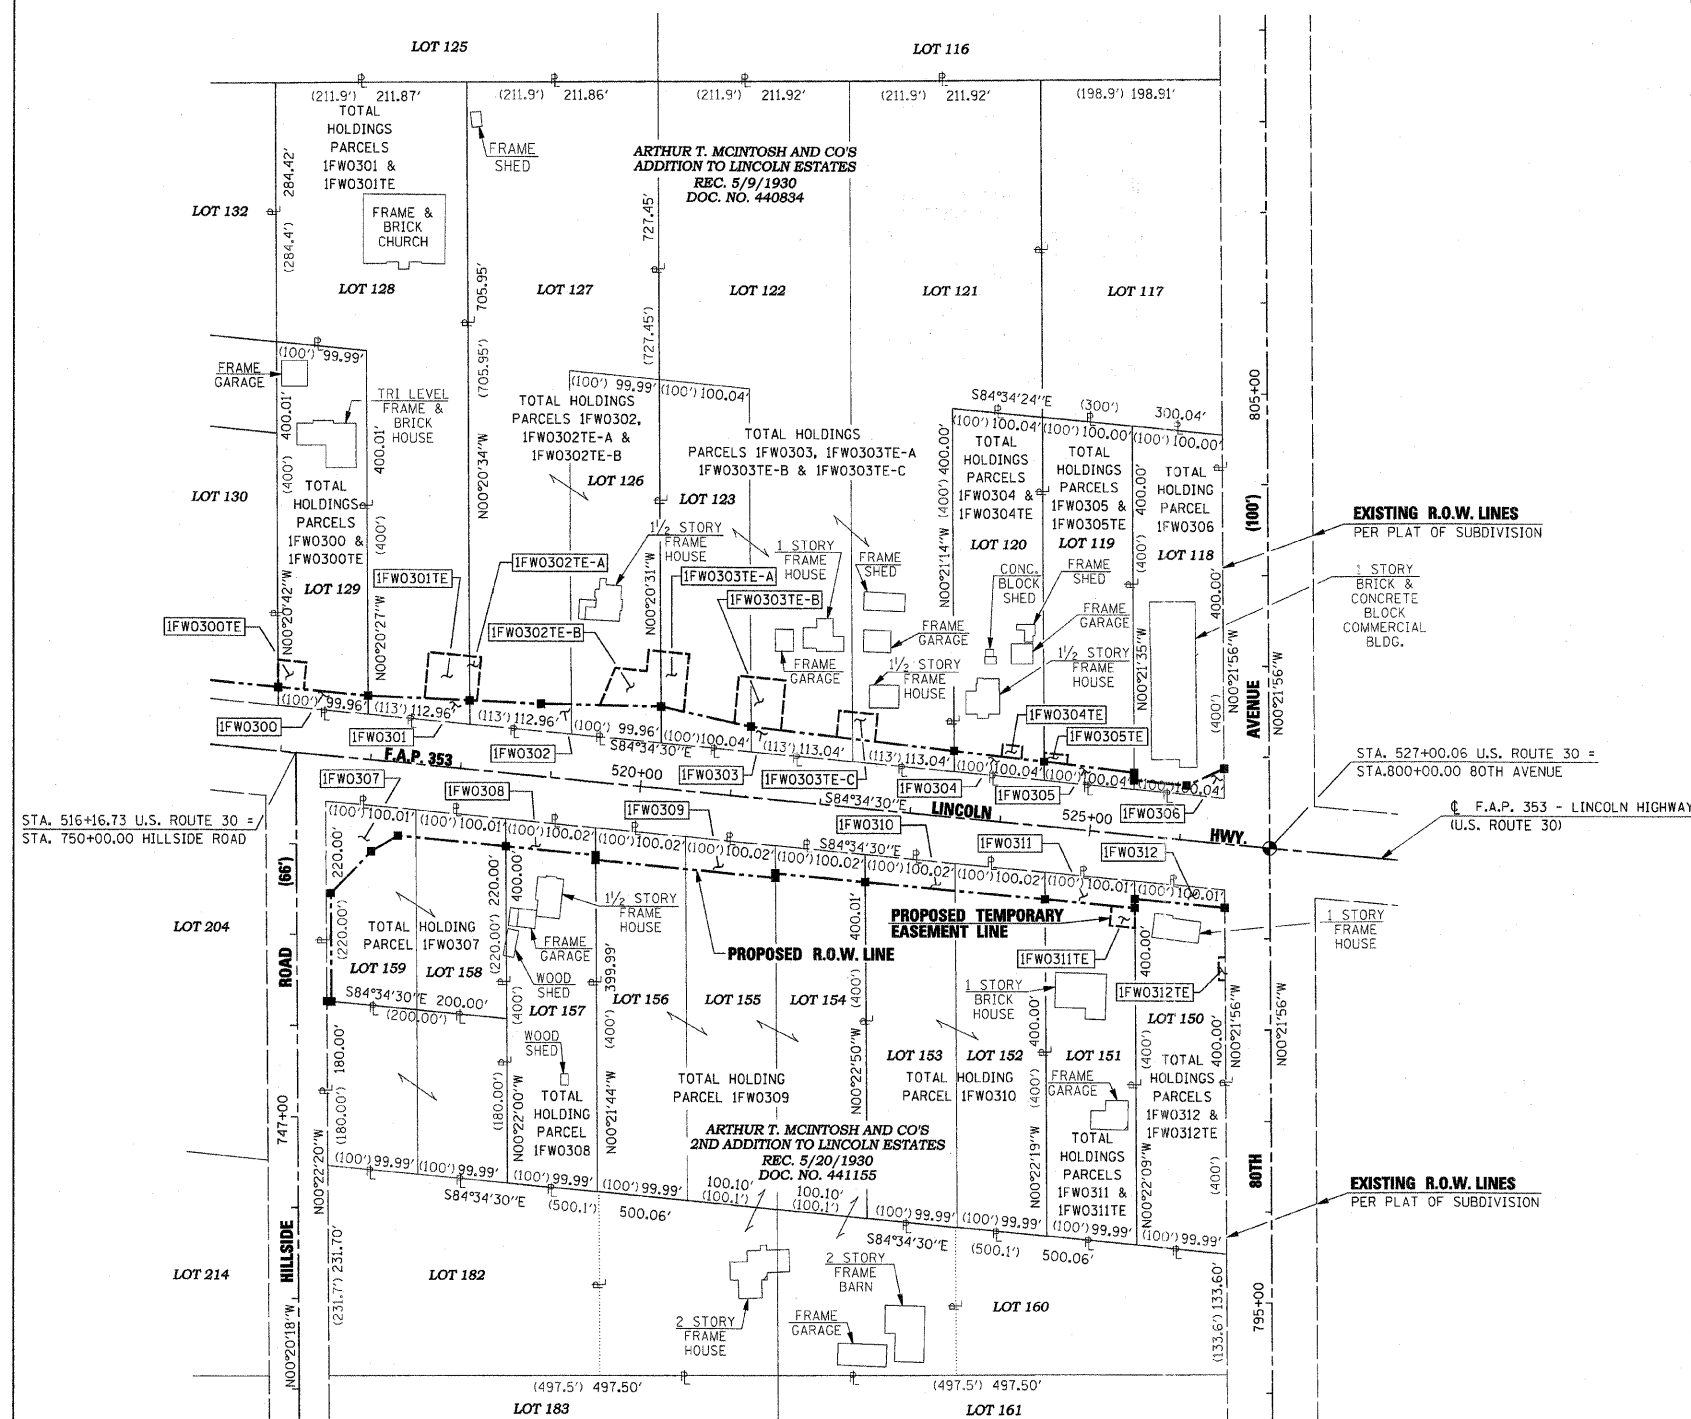 LOT 125
LOT 116
(211.9') 211.87'
(211.9') 211.86'
(211.9') 211.92'
(211.9') 211.92'
(198.9') 198.91'
TOTAL
HOLDINGS
PARCELS
1FW0301 &
1FW0301TE
FRAME
SHED
ARTHUR T. MCINTOSH AND CO'S
ADDITION TO LINCOLN ESTATES
REC. 5/9/1930
DOC. NO. 440834
(284.4') 284.42'
LOT 132
FRAME &
BRICK
CHURCH
(705.95') 705.95'
(727.45') 727.45'
LOT 128
LOT 127
LOT 122
LOT 121
LOT 117
(100') 99.99'
FRAME
GARAGE
TRI LEVEL
FRAME &
BRICK
HOUSE
(400') 400.01'
(400') 400.01'
(100') 99.99'
(100') 100.04'
TOTAL HOLDINGS
PARCELS 1FW0302,
1FW0302TE-A &
1FW0302TE-B
LOT 126
TOTAL HOLDINGS
PARCELS 1FW0303, 1FW0303TE-A
1FW0303TE-B & 1FW0303TE-C
LOT 123
S84°34'24"E
(300')
300.04'
(100') 100.04'
(100') 100.00'
(100') 100.00'
TOTAL
HOLDINGS
PARCELS
1FW0304 &
1FW0304TE
LOT 120
TOTAL
HOLDINGS
PARCELS
1FW0305 &
1FW0305TE
LOT 119
TOTAL
HOLDING
PARCEL
1FW0306
LOT 118
805+00
LOT 130
TOTAL
HOLDINGS
PARCELS
1FW0300 &
1FW0300TE
LOT 129
N00°20'42"W
N00°20'27"W
N00°20'34"W
N00°20'31"W
N00°21'14"W (400') 400.00'
N00°21'35"W (400') 400.00'
(400') 400.00'
N00°21'56"W
N00°21'56"W
AVENUE (100')
EXISTING R.O.W. LINES
PER PLAT OF SUBDIVISION
1 STORY
BRICK &
CONCRETE
BLOCK
COMMERCIAL
BLDG.
1FW0300TE
1FW0301TE
1FW0302TE-A
1FW0302TE-B
1½ STORY
FRAME
HOUSE
1FW0303TE-A
1FW0303TE-B
1 STORY
FRAME
HOUSE
FRAME
SHED
FRAME
GARAGE
FRAME
GARAGE
1½ STORY
FRAME
HOUSE
CONC.
BLOCK
SHED
FRAME
SHED
FRAME
GARAGE
1½ STORY
FRAME
HOUSE
1FW0304TE
1FW0305TE
(100') 99.96'
(113') 112.96'
(113') 112.96'
(100') 99.96'
(100') 100.04'
(113') 113.04'
(113') 113.04'
(100') 100.04'
(100') 100.04'
(100') 100.04'
S84°34'30"E
1FW0300
1FW0301
1FW0302
1FW0303
1FW0303TE-C
1FW0304
1FW0305
1FW0306
F.A.P. 353
520+00
S84°34'30"E
LINCOLN
525+00
HWY.
STA. 527+00.06 U.S. ROUTE 30 =
STA.800+00.00 80TH AVENUE
℄ F.A.P. 353 - LINCOLN HIGHWAY
(U.S. ROUTE 30)
STA. 516+16.73 U.S. ROUTE 30 =
STA. 750+00.00 HILLSIDE ROAD
1FW0307
1FW0308
1FW0309
1FW0310
1FW0311
1FW0312
(100') 100.01'
(100') 100.01'
(100') 100.02'
(100') 100.02'
(100') 100.02'
(100') 100.02'
(100') 100.02'
(100') 100.02'
(100') 100.01'
(100') 100.01'
S84°34'30"E
(220.00') 220.00'
(220.00') 220.00'
(400') 400.00'
(400') 399.99'
(400') 400.01'
(400') 400.00'
(400') 400.00'
(400') 400.00'
ROAD (66')
LOT 204
TOTAL HOLDING
PARCEL 1FW0307
LOT 159
LOT 158
S84°34'30"E 200.00'
(200.00')
1½ STORY
FRAME
HOUSE
FRAME
GARAGE
WOOD
SHED
LOT 157
WOOD
SHED
TOTAL
HOLDING
PARCEL
1FW0308
PROPOSED R.O.W. LINE
PROPOSED TEMPORARY
EASEMENT LINE
1FW0311TE
1FW0312TE
1 STORY
FRAME
HOUSE
1 STORY
BRICK
HOUSE
LOT 156
LOT 155
LOT 154
LOT 153
LOT 152
LOT 151
LOT 150
TOTAL HOLDING
PARCEL 1FW0309
TOTAL HOLDING
PARCEL 1FW0310
FRAME
GARAGE
TOTAL
HOLDINGS
PARCELS
1FW0311 &
1FW0311TE
TOTAL
HOLDINGS
PARCELS
1FW0312 &
1FW0312TE
ARTHUR T. MCINTOSH AND CO'S
2ND ADDITION TO LINCOLN ESTATES
REC. 5/20/1930
DOC. NO. 441155
(180.00') 180.00'
(180.00')
N00°22'20"W
N00°22'00"W
N00°21'44"W
N00°22'50"W
N00°22'19"W
N00°22'09"W
N00°21'56"W
N00°21'56"W
747+00
(100') 99.99'
(100') 99.99'
(100') 99.99'
(100') 99.99'
100.10'
(100.1')
100.10'
(100.1')
(100') 99.99'
(100') 99.99'
(100') 99.99'
(100') 99.99'
S84°34'30"E
(500.1')
500.06'
S84°34'30"E
(500.1')
500.06'
80TH
EXISTING R.O.W. LINES
PER PLAT OF SUBDIVISION
HILLSIDE
LOT 214
(231.7') 231.70'
N00°20'18"W
LOT 182
2 STORY
FRAME
HOUSE
2 STORY
FRAME
BARN
FRAME
GARAGE
LOT 160
(133.6') 133.60'
795+00
(497.5') 497.50'
(497.5') 497.50'
LOT 183
LOT 161